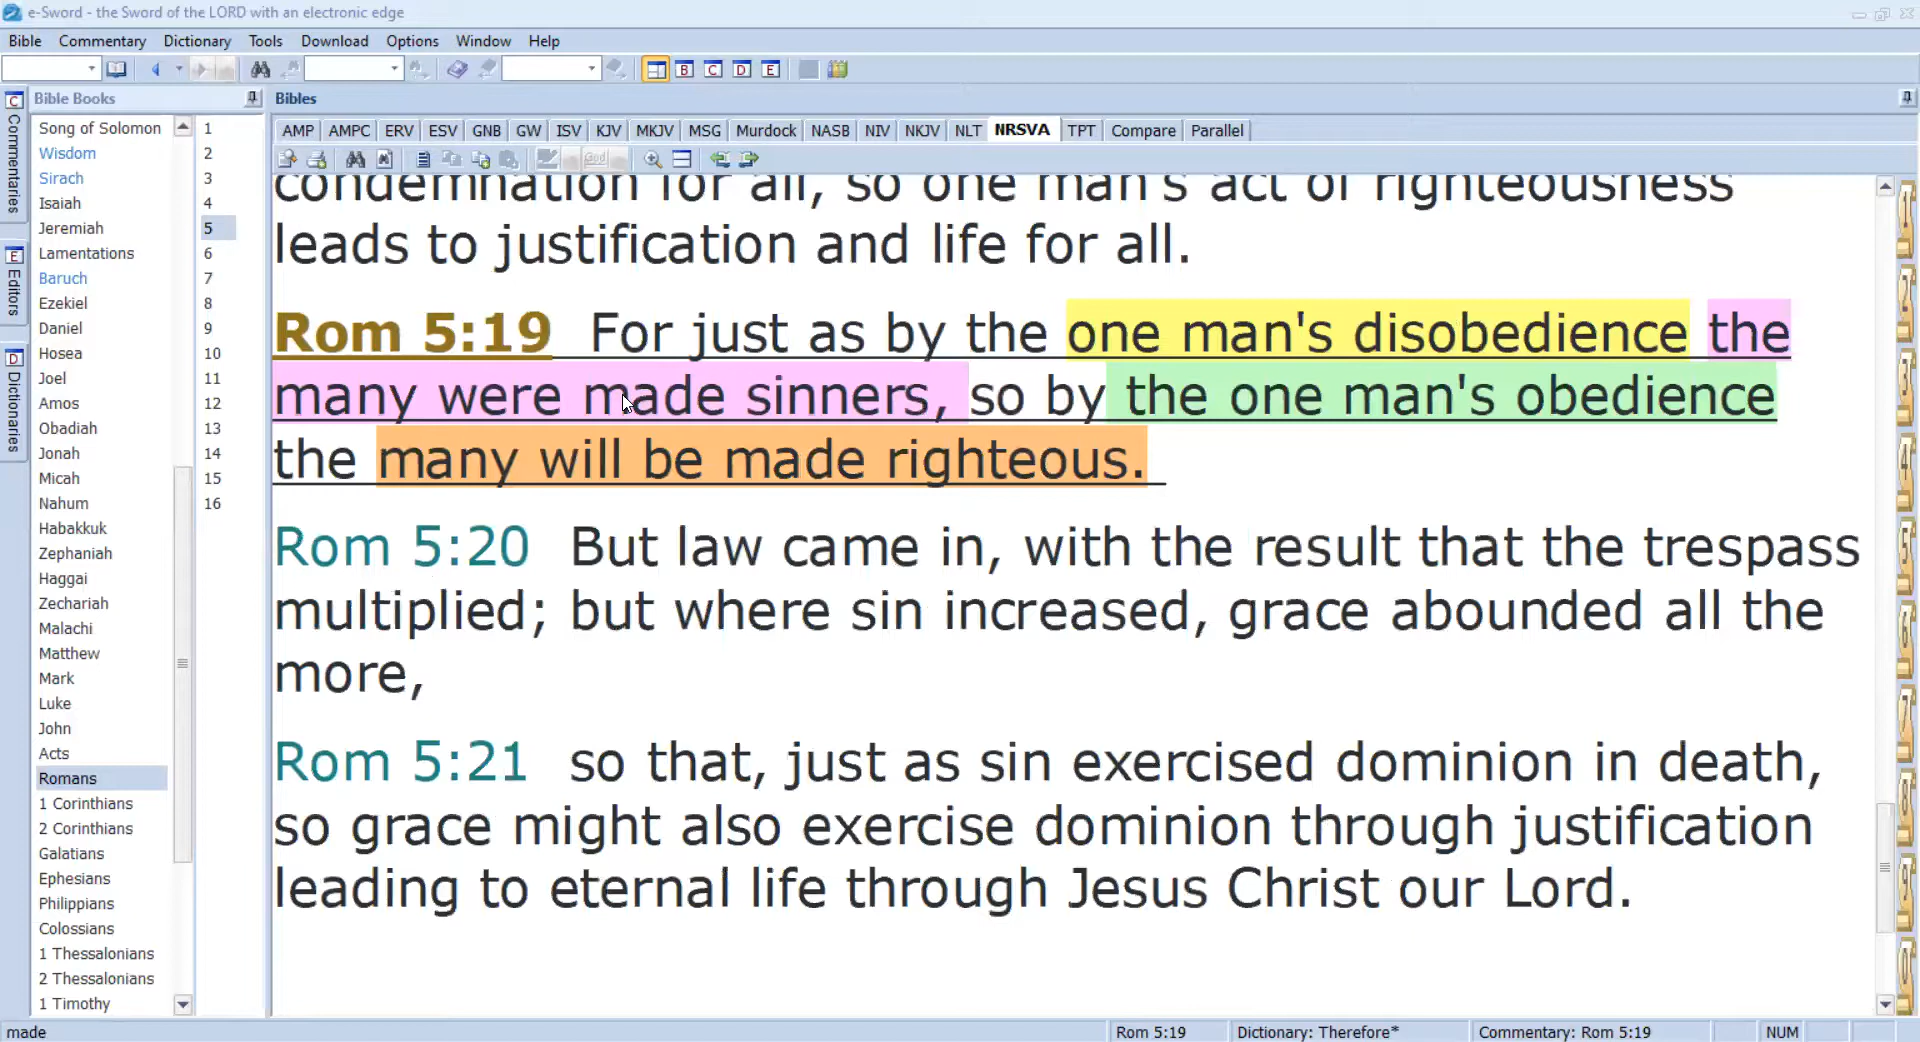 e-Sword - the Sword of the LORD with an electronic edge
Bible Commentary Dictionary Tools Download Options Window Help
B C D E
C Commentaries
E Editors
D Dictionaries
Bible Books
Song of Solomon
Wisdom
Sirach
Isaiah
Jeremiah
Lamentations
Baruch
Ezekiel
Daniel
Hosea
Joel
Amos
Obadiah
Jonah
Micah
Nahum
Habakkuk
Zephaniah
Haggai
Zechariah
Malachi
Matthew
Mark
Luke
John
Acts
Romans
1 Corinthians
2 Corinthians
Galatians
Ephesians
Philippians
Colossians
1 Thessalonians
2 Thessalonians
1 Timothy
1
2
3
4
5
6
7
8
9
10
11
12
13
14
15
16
Bibles
AMP AMPC ERV ESV GNB GW ISV KJV MKJV MSG Murdock NASB NIV NKJV NLT NRSVA TPT Compare Parallel
God
condemnation for all, so one man's act of righteousness
leads to justification and life for all.
Rom 5:19 For just as by the one man's disobedience the
many were made sinners, so by the one man's obedience
the many will be made righteous.
Rom 5:20 But law came in, with the result that the trespass
multiplied; but where sin increased, grace abounded all the
more,
Rom 5:21 so that, just as sin exercised dominion in death,
so grace might also exercise dominion through justification
leading to eternal life through Jesus Christ our Lord.
made
Rom 5:19 Dictionary: Therefore* Commentary: Rom 5:19 NUM